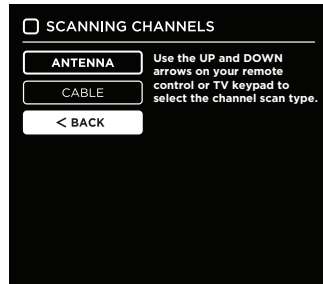 SCANNING CHANNELS
ANTENNA
CABLE
< BACK
Use the UP and DOWN
arrows on your remote
control or TV keypad to
select the channel scan type.